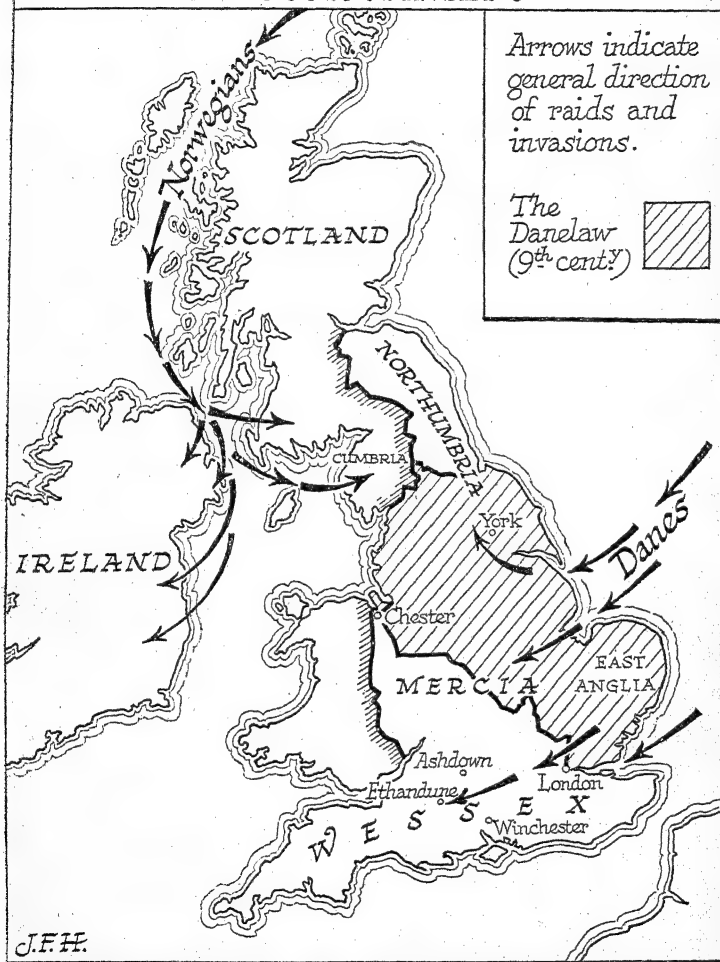 Arrows indicate
general direction
of raids and
invasions.
The
Danelaw
(9th centy)
Norwegians
SCOTLAND
NORTHUMBRIA
CUMBRIA
York
Danes
IRELAND
Chester
EAST
ANGLIA
MERCIA
Ashdown
Ethandune
London
WESSEX
Winchester
J.F.H.